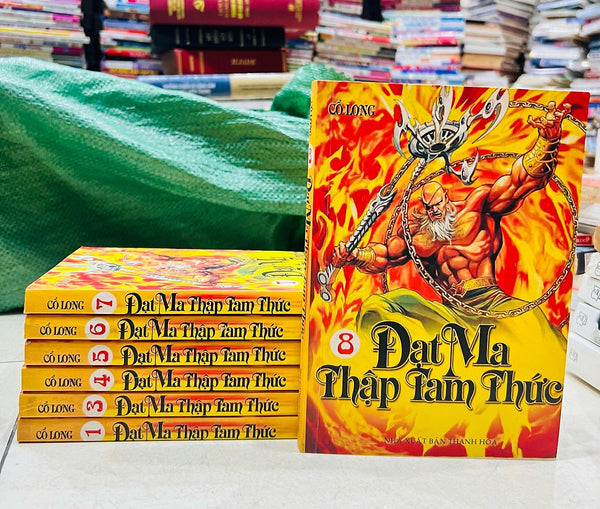 CỔ LONG
8
Đạt Ma
Thập Tam Thức
NHÀ XUẤT BẢN THANH HÓA
CỔ LONG 7 Đạt Ma Thập Tam Thức
CỔ LONG 6 Đạt Ma Thập Tam Thức
CỔ LONG 5 Đạt Ma Thập Tam Thức
CỔ LONG 4 Đạt Ma Thập Tam Thức
CỔ LONG 3 Đạt Ma Thập Tam Thức
CỔ LONG 1 Đạt Ma Thập Tam Thức